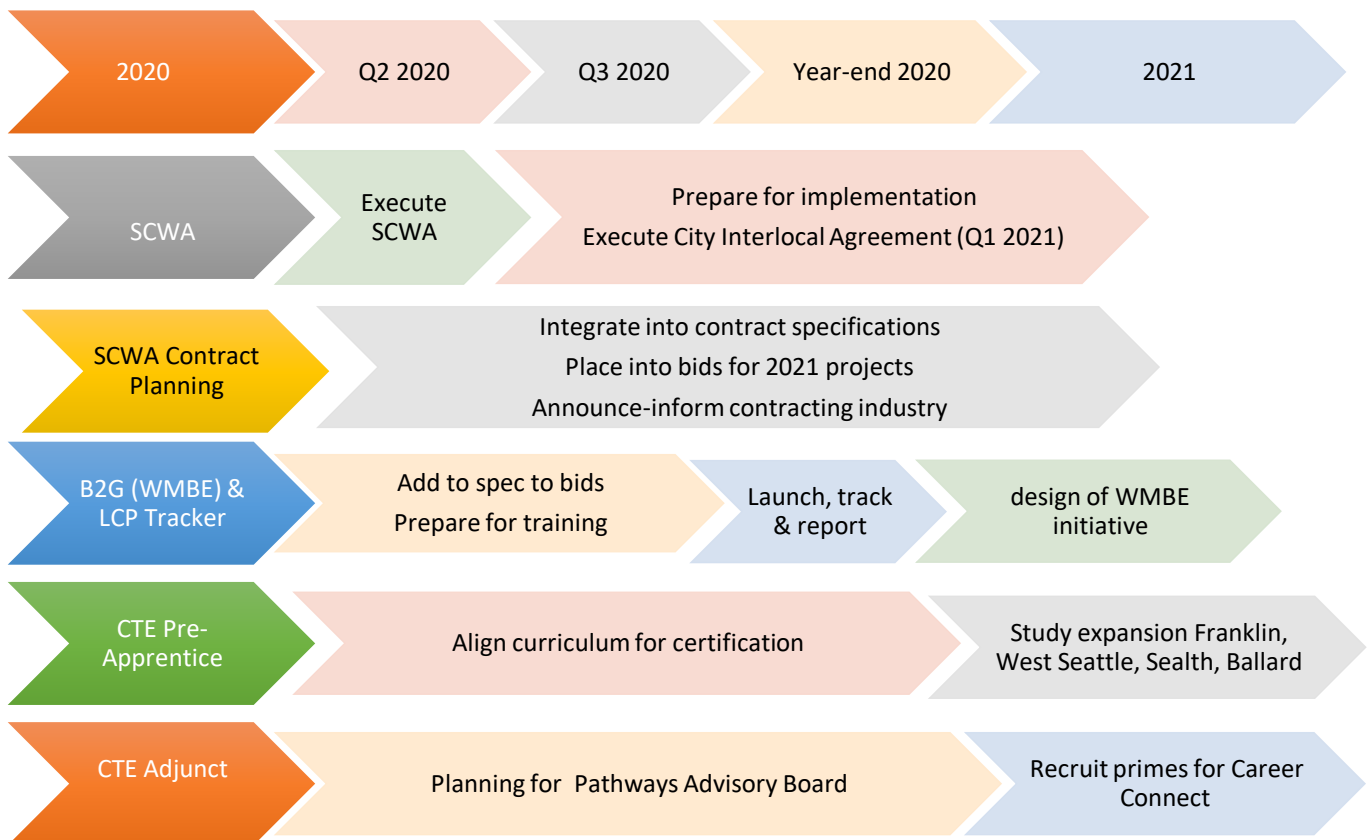 2020
Q2 2020
Q3 2020
Year-end 2020
2021
SCWA
Execute
SCWA
Prepare for implementation
Execute City Interlocal Agreement (Q1 2021)
SCWA Contract
Planning
Integrate into contract specifications
Place into bids for 2021 projects
Announce-inform contracting industry
B2G (WMBE) &
LCP Tracker
Add to spec to bids
Prepare for training
Launch, track
& report
design of WMBE
initiative
CTE Pre-
Apprentice
Align curriculum for certification
Study expansion Franklin,
West Seattle, Sealth, Ballard
CTE Adjunct
Planning for Pathways Advisory Board
Recruit primes for Career
Connect